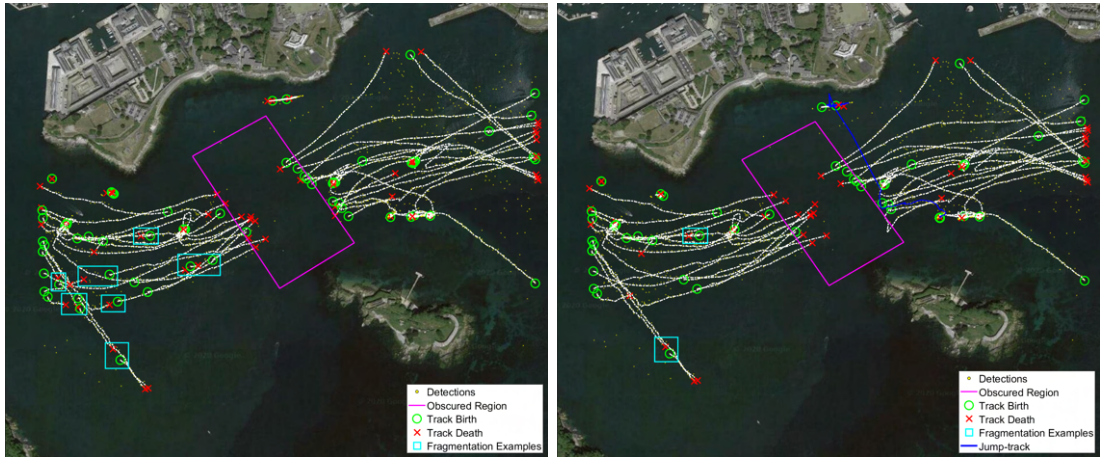 Detections
Obscured Region
Track Birth
Track Death
Fragmentation Examples
Detections
Obscured Region
Track Birth
Track Death
Fragmentation Examples
Jump-track